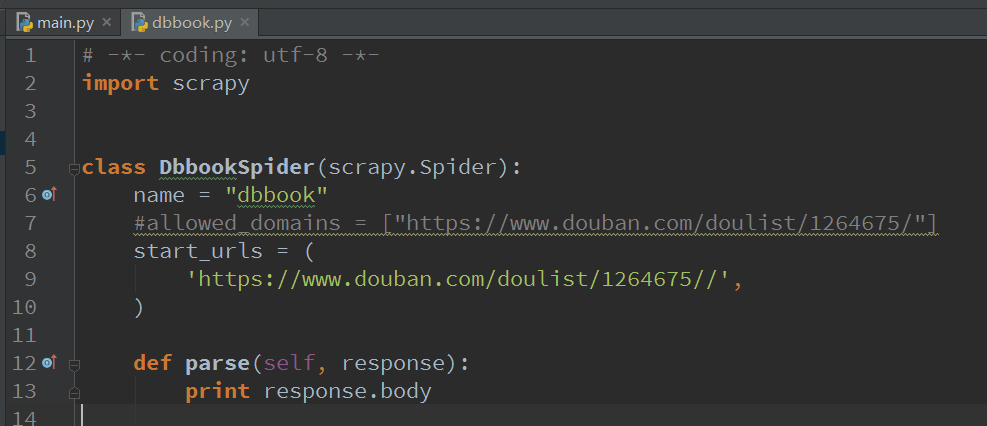 main.py dbbook.py
1 # -*- coding: utf-8 -*-
2 import scrapy
3
4
5 class DbbookSpider(scrapy.Spider):
6 name = "dbbook"
7 #allowed_domains = ["https://www.douban.com/doulist/1264675/"]
8 start_urls = (
9 'https://www.douban.com/doulist/1264675//',
10 )
11
12 def parse(self, response):
13 print response.body
14